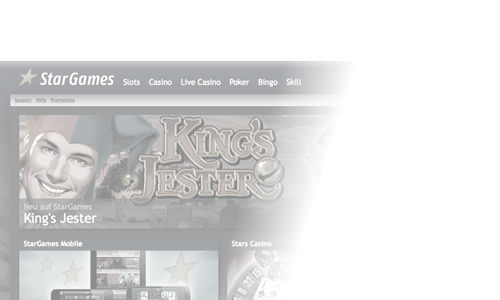 StarGames
Slots Casino Live Casino Poker Bingo Skill
Support Hilfe Promotions
KING'S
JESTER
Neu auf StarGames
King's Jester
StarGames Mobile
Stars Casino